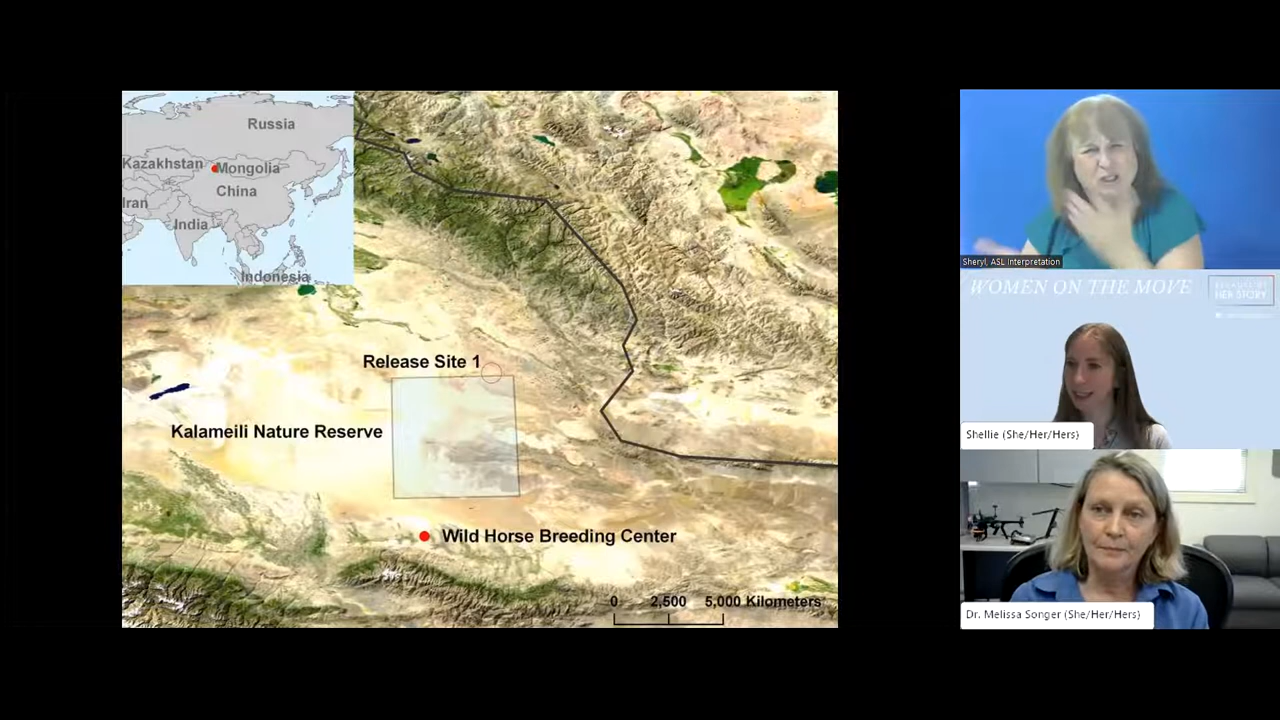 Russia
Kazakhstan
Mongolia
China
Iran
India
Indonesia
Release Site 1
Kalameili Nature Reserve
Wild Horse Breeding Center
0 2,500 5,000 Kilometers
Sheryl, ASL Interpretation
WOMEN ON THE MOVE
HER STORY
Shellie (She/Her/Hers}
Dr. Melissa Songer (She/Her/Hers}